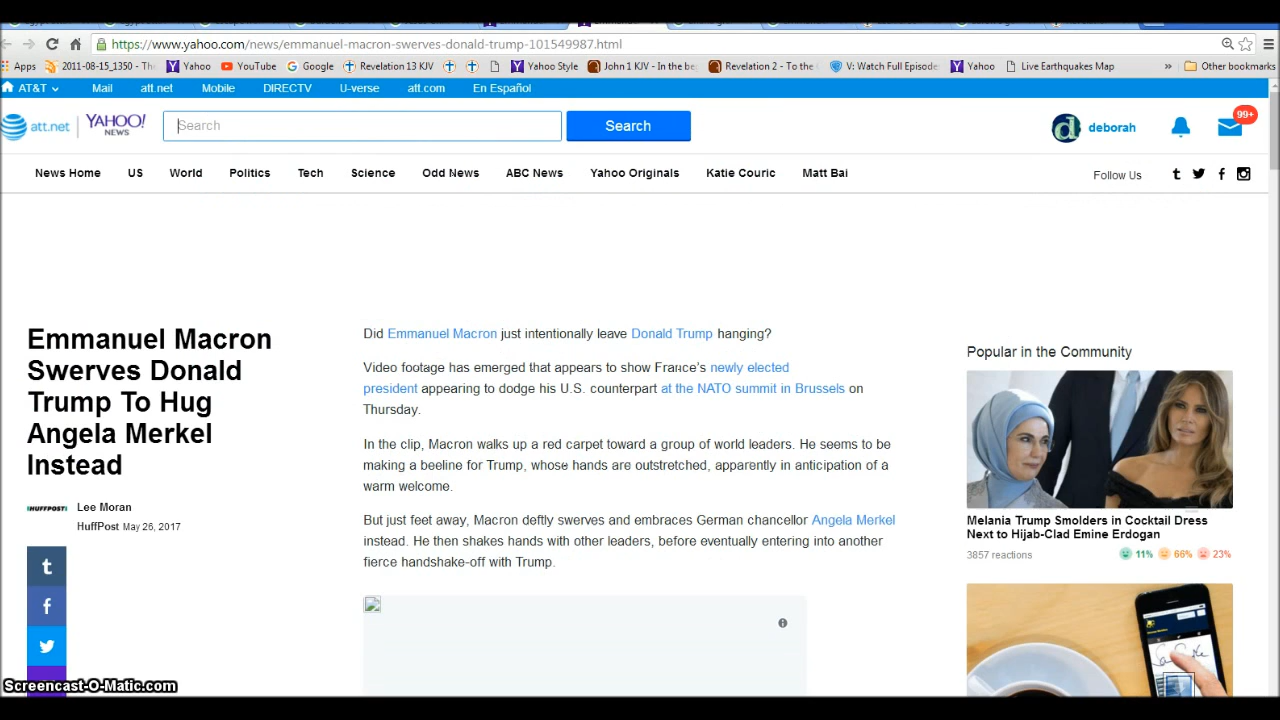 https://www.yahoo.com/news/emmanuel-macron-swerves-donald-trump-101549987.html
Apps 2011-08-15_1350 - Th Yahoo YouTube Google Revelation 13 KJV Yahoo Style John 1 KJV - In the be Revelation 2 - To the V: Watch Full Episode Yahoo Live Earthquakes Map » Other bookmarks
AT&T Mail att.net Mobile DIRECTV U-verse att.com En Español
att.net YAHOO! NEWS Search Search d deborah 99+
News Home US World Politics Tech Science Odd News ABC News Yahoo Originals Katie Couric Matt Bai Follow Us
Emmanuel Macron
Swerves Donald
Trump To Hug
Angela Merkel
Instead
HUFFPOST Lee Moran
HuffPost May 26, 2017
Did Emmanuel Macron just intentionally leave Donald Trump hanging?
Video footage has emerged that appears to show France's newly elected
president appearing to dodge his U.S. counterpart at the NATO summit in Brussels on
Thursday.
In the clip, Macron walks up a red carpet toward a group of world leaders. He seems to be
making a beeline for Trump, whose hands are outstretched, apparently in anticipation of a
warm welcome.
But just feet away, Macron deftly swerves and embraces German chancellor Angela Merkel
instead. He then shakes hands with other leaders, before eventually entering into another
fierce handshake-off with Trump.
Popular in the Community
Melania Trump Smolders in Cocktail Dress
Next to Hijab-Clad Emine Erdogan
3857 reactions 11% 66% 23%
Screencast-O-Matic.com